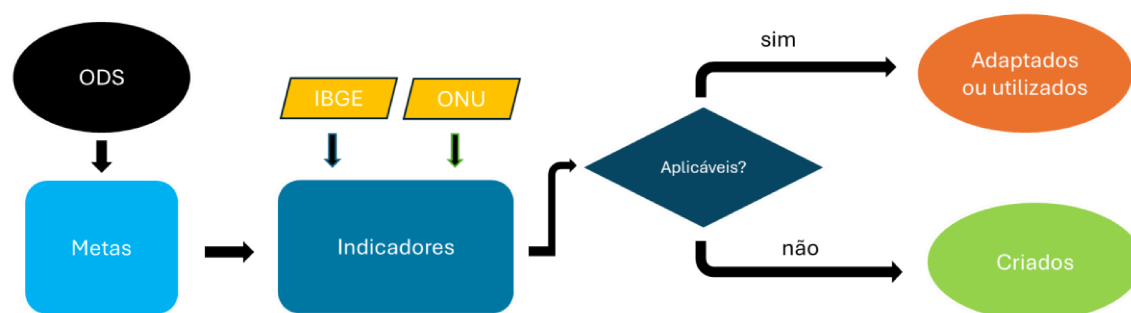 ODS
IBGE
ONU
sim
Adaptados
ou utilizados
Aplicáveis?
Metas
Indicadores
não
Criados